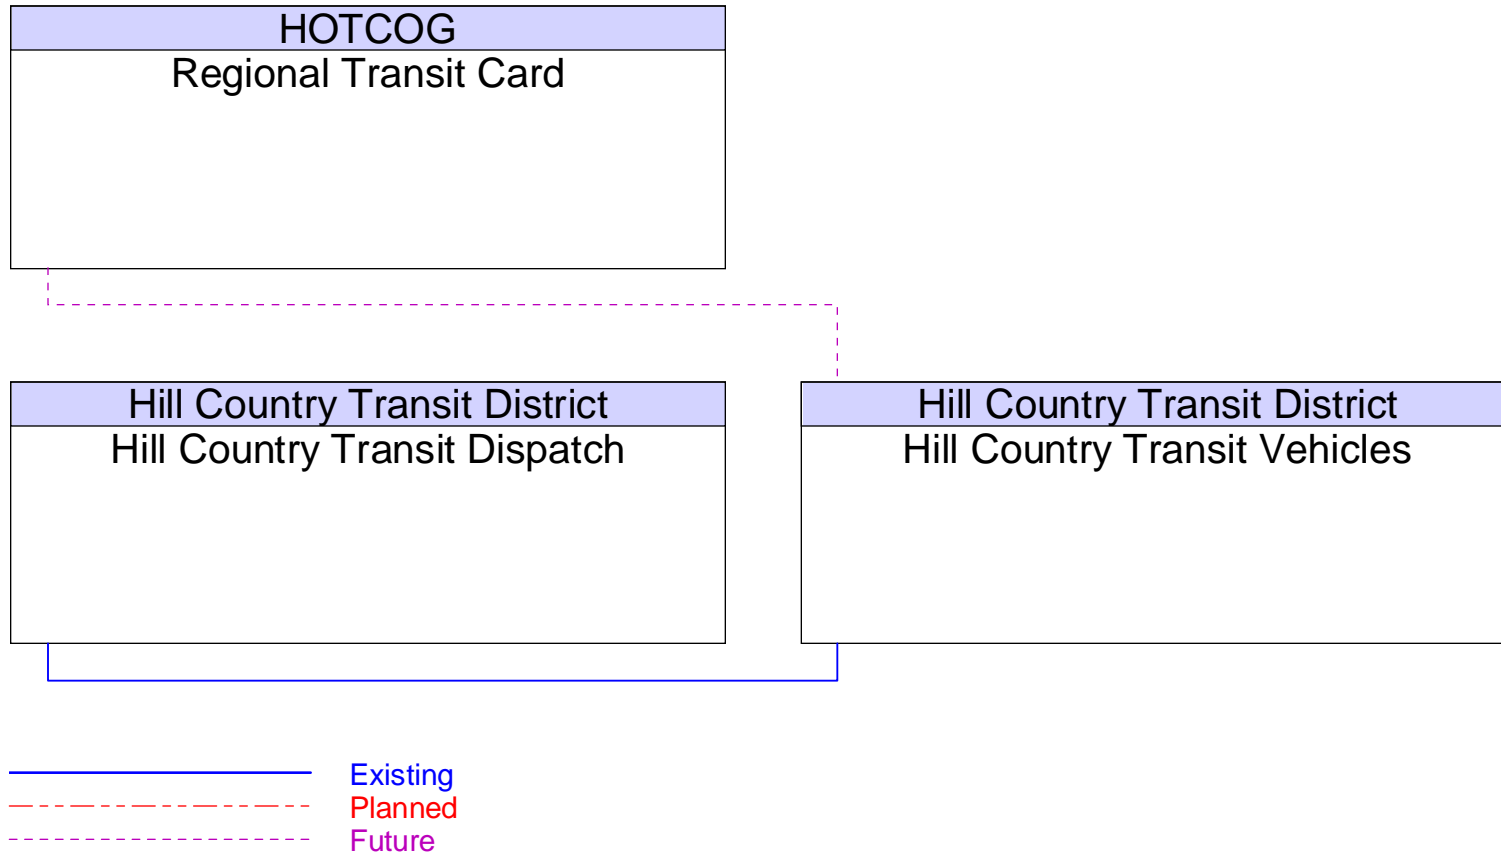 HOTCOG
Regional Transit Card
Hill Country Transit District
Hill Country Transit Dispatch
Hill Country Transit District
Hill Country Transit Vehicles
Existing
Planned
Future